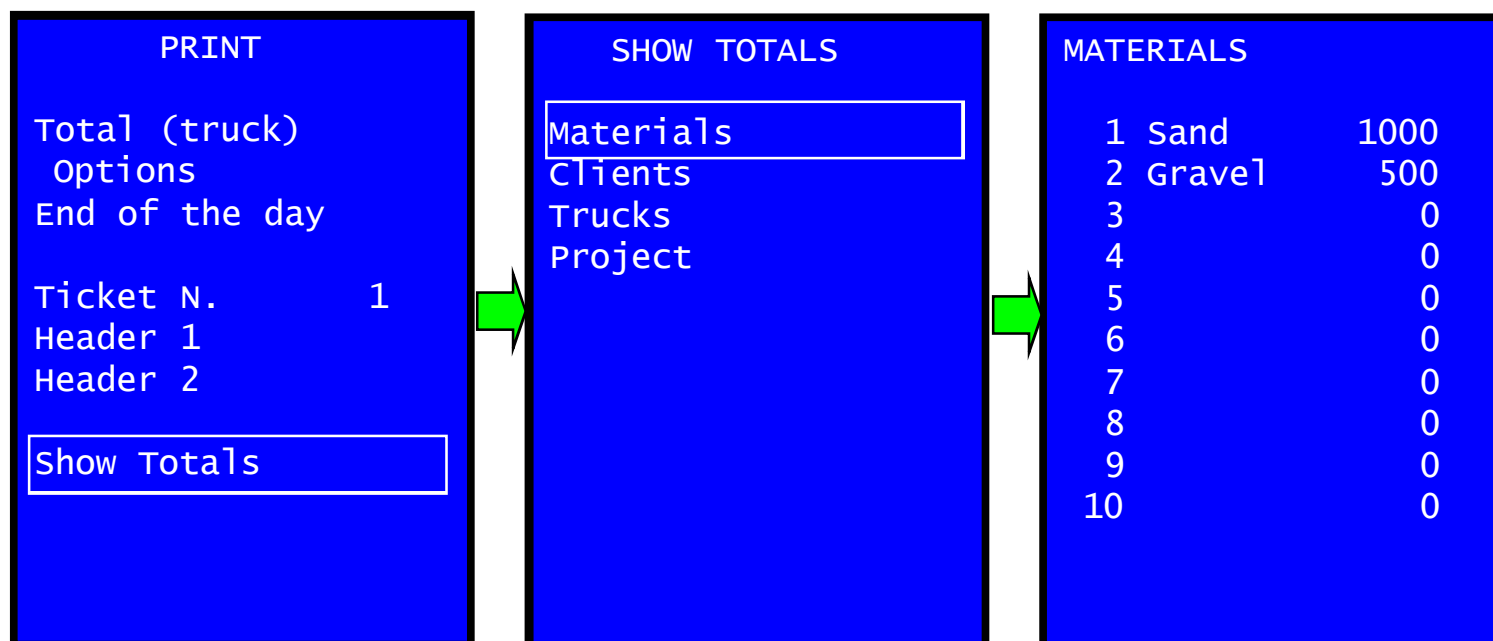 PRINT
Total (truck)
Options
End of the day
Ticket N. 1
Header 1
Header 2
Show Totals
SHOW TOTALS
Materials
Clients
Trucks
Project
MATERIALS
1 Sand 1000
2 Gravel 500
3 0
4 0
5 0
6 0
7 0
8 0
9 0
10 0